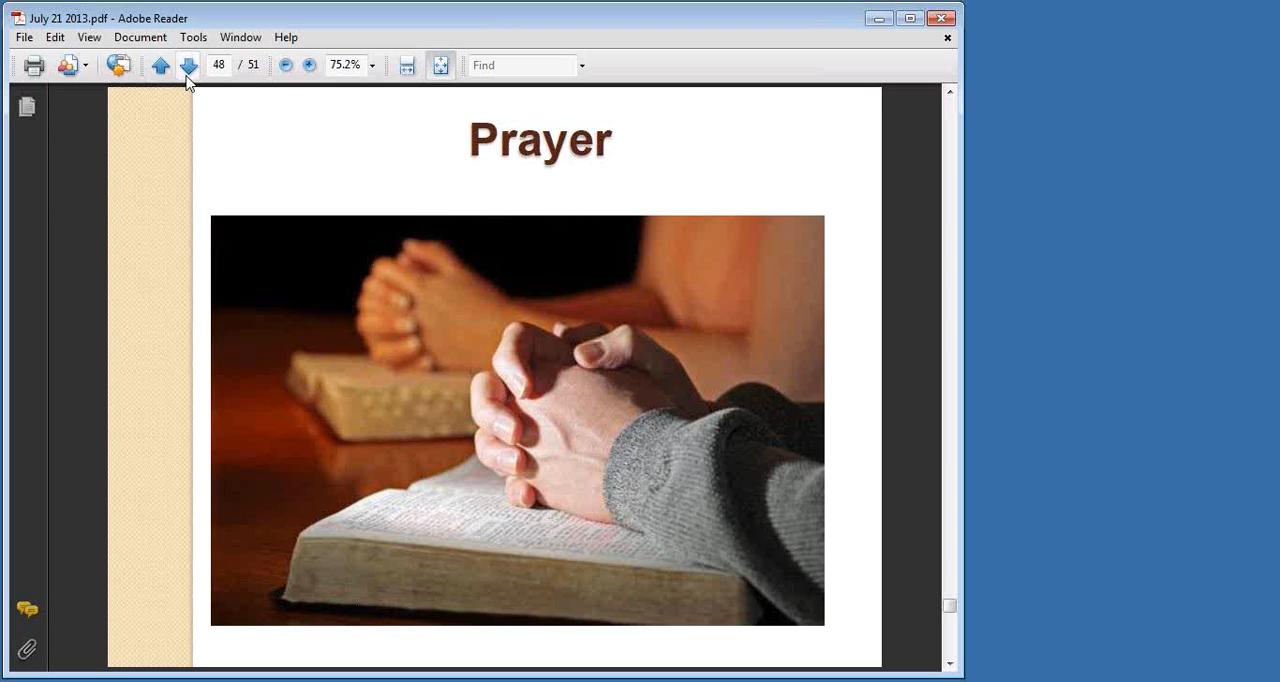 July 21 2013.pdf - Adobe Reader
File Edit View Document Tools Window Help
48 / 51 75.2% Find
Prayer